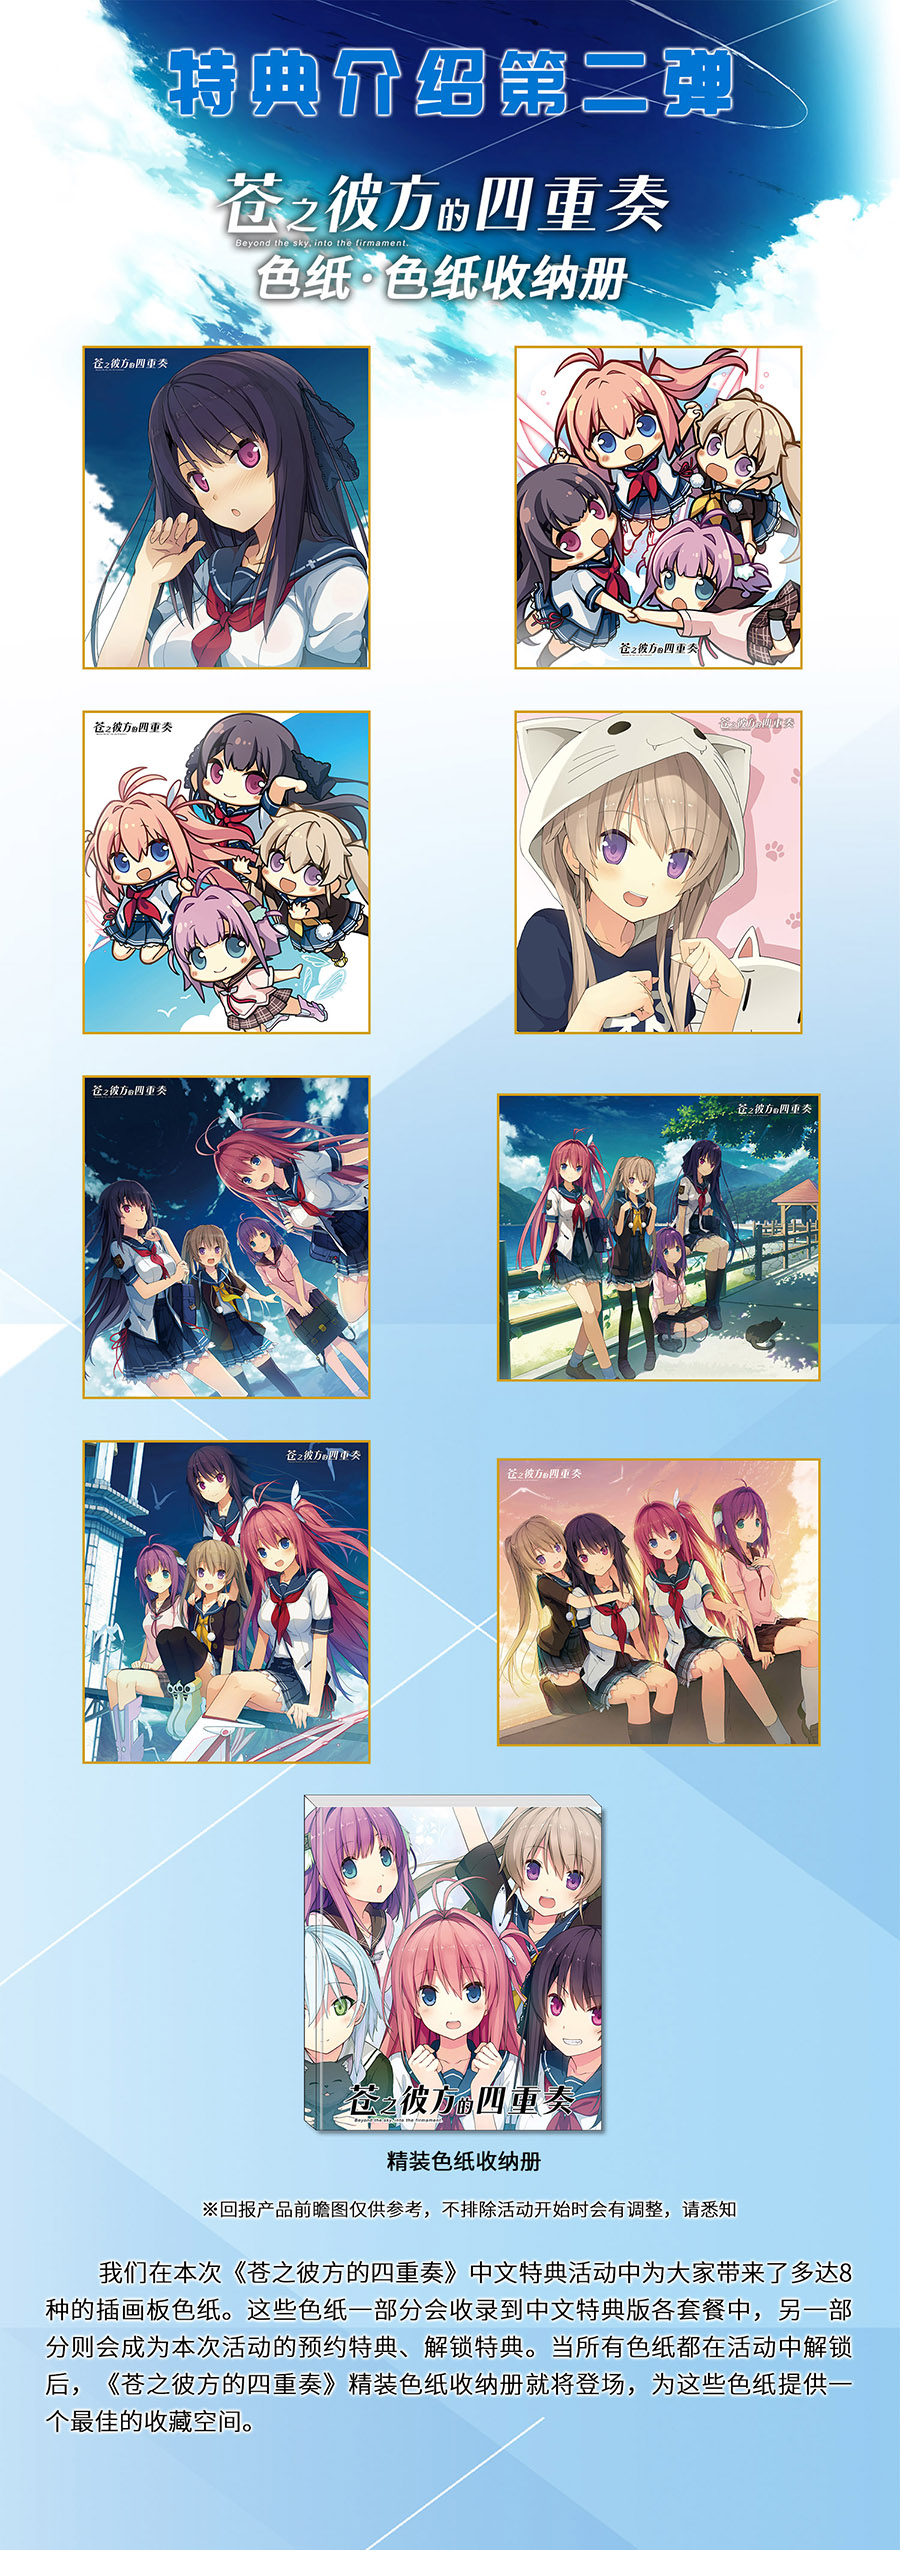 特典介绍第二弹
苍之彼方的四重奏
Beyond the sky, into the firmament.
色纸·色纸收纳册
苍之彼方的四重奏
苍之彼方的四重奏
苍之彼方的四重奏
苍之彼方的四重奏
苍之彼方的四重奏
苍之彼方的四重奏
苍之彼方的四重奏
苍之彼方的四重奏
苍之彼方的四重奏
Beyond the sky, into the firmament.
精装色纸收纳册
※回报产品前瞻图仅供参考，不排除活动开始时会有调整，请悉知
我们在本次《苍之彼方的四重奏》中文特典活动中为大家带来了多达8
种的插画板色纸。这些色纸一部分会收录到中文特典版各套餐中，另一部
分则会成为本次活动的预约特典、解锁特典。当所有色纸都在活动中解锁
后，《苍之彼方的四重奏》精装色纸收纳册就将登场，为这些色纸提供一
个最佳的收藏空间。